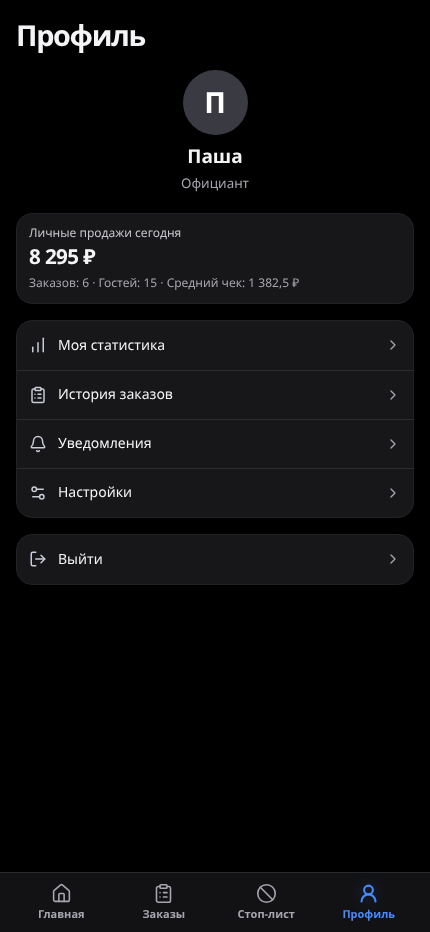 Профиль
П
Паша
Официант
Личные продажи сегодня
8 295 ₽
Заказов: 6 · Гостей: 15 · Средний чек: 1 382,5 ₽
Моя статистика
История заказов
Уведомления
Настройки
Выйти
Главная
Заказы
Стоп-лист
Профиль